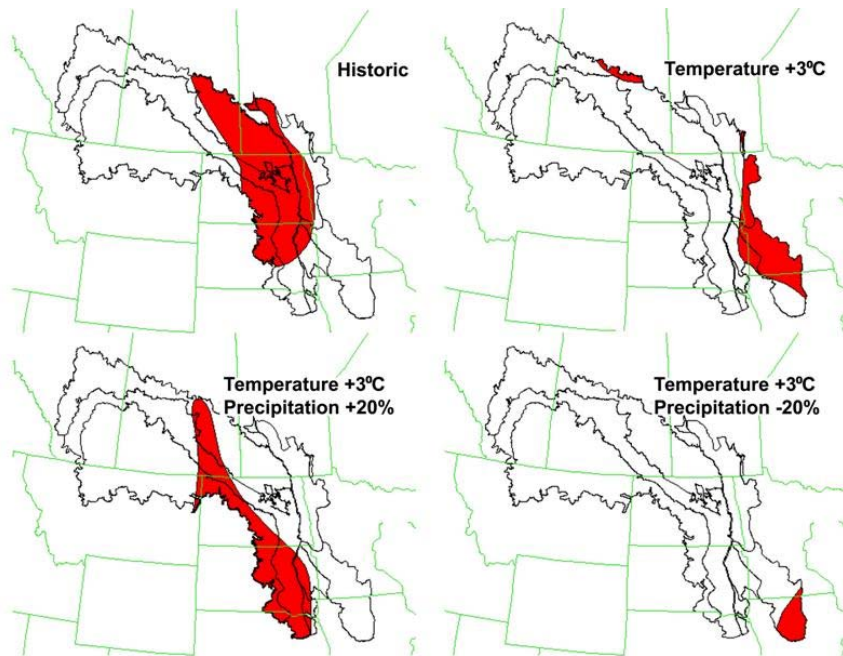 Historic
Temperature +3ºC
Temperature +3ºC
Precipitation +20%
Temperature +3ºC
Precipitation -20%